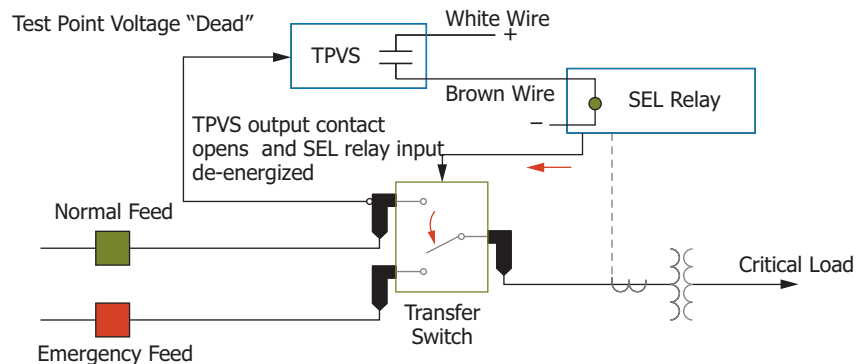 Test Point Voltage “Dead”
White Wire
+
TPVS
Brown Wire
SEL Relay
–
TPVS output contact
opens and SEL relay input
de-energized
Normal Feed
Critical Load
Transfer
Switch
Emergency Feed